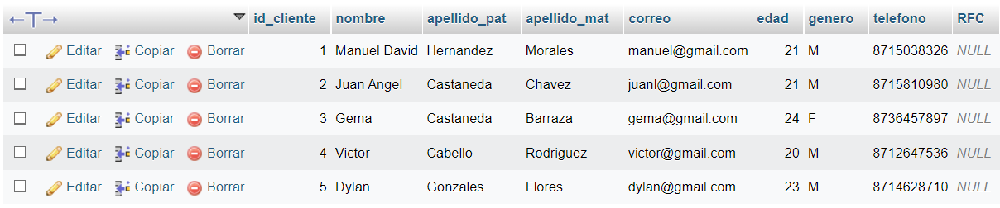 id_cliente nombre apellido_pat apellido_mat correo edad genero telefono RFC
Editar Copiar Borrar 1 Manuel David Hernandez Morales manuel@gmail.com 21 M 8715038326 NULL
Editar Copiar Borrar 2 Juan Angel Castaneda Chavez juanl@gmail.com 21 M 8715810980 NULL
Editar Copiar Borrar 3 Gema Castaneda Barraza gema@gmail.com 24 F 8736457897 NULL
Editar Copiar Borrar 4 Victor Cabello Rodriguez victor@gmail.com 20 M 8712647536 NULL
Editar Copiar Borrar 5 Dylan Gonzales Flores dylan@gmail.com 23 M 8714628710 NULL